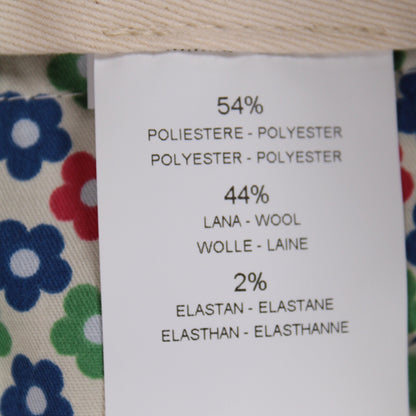 54%
POLIESTERE - POLYESTER
POLYESTER - POLYESTER
44%
LANA - WOOL
WOLLE - LAINE
2%
ELASTAN - ELASTANE
ELASTHAN - ELASTHANNE